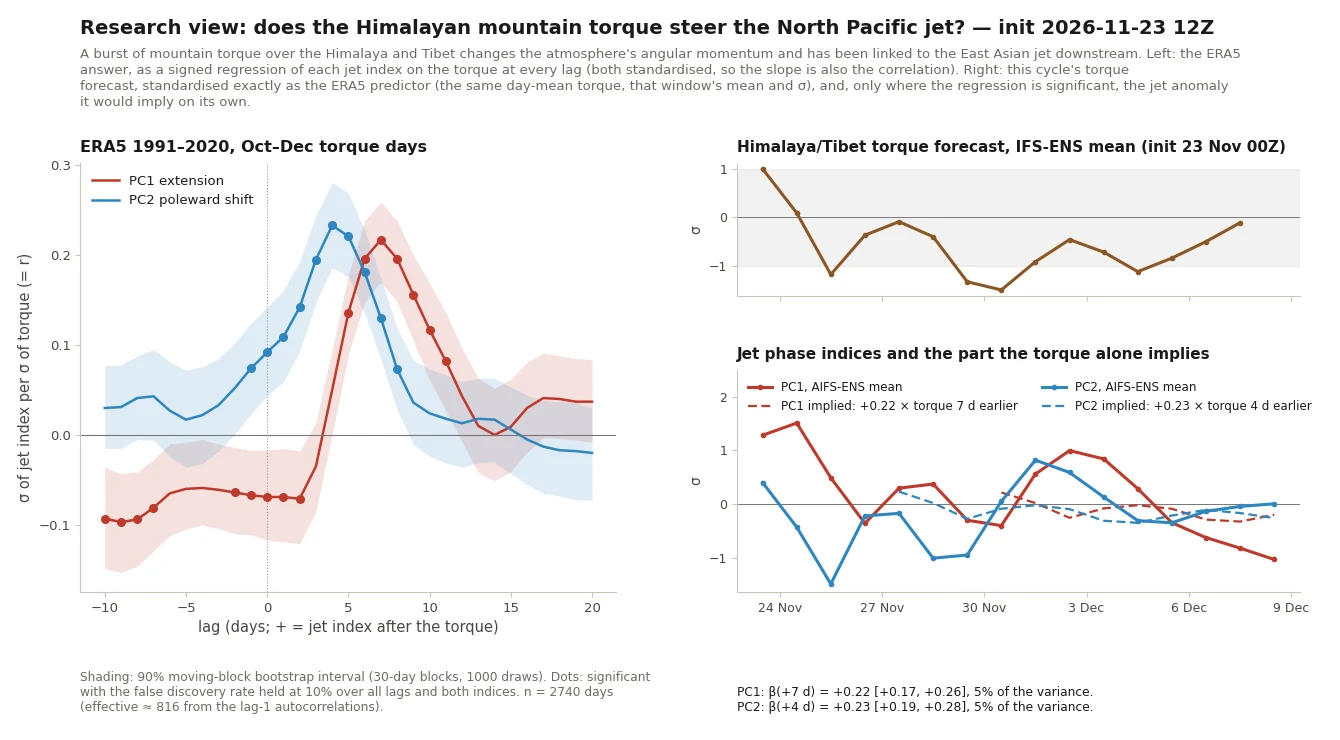 Research view: does the Himalayan mountain torque steer the North Pacific jet? — init 2026-11-23 12Z
A burst of mountain torque over the Himalaya and Tibet changes the atmosphere's angular momentum and has been linked to the East Asian jet downstream. Left: the ERA5
answer, as a signed regression of each jet index on the torque at every lag (both standardised, so the slope is also the correlation). Right: this cycle's torque
forecast, standardised exactly as the ERA5 predictor (the same day-mean torque, that window's mean and σ), and, only where the regression is significant, the jet anomaly
it would imply on its own.
ERA5 1991–2020, Oct–Dec torque days
PC1 extension
PC2 poleward shift
σ of jet index per σ of torque (= r)
0.3
0.2
0.1
0.0
−0.1
−10
−5
0
5
10
15
20
lag (days; + = jet index after the torque)
Shading: 90% moving-block bootstrap interval (30-day blocks, 1000 draws). Dots: significant
with the false discovery rate held at 10% over all lags and both indices. n = 2740 days
(effective ≈ 816 from the lag-1 autocorrelations).
Himalaya/Tibet torque forecast, IFS-ENS mean (init 23 Nov 00Z)
σ
1
0
−1
Jet phase indices and the part the torque alone implies
PC1, AIFS-ENS mean
PC1 implied: +0.22 × torque 7 d earlier
PC2, AIFS-ENS mean
PC2 implied: +0.23 × torque 4 d earlier
σ
2
1
0
−1
24 Nov
27 Nov
30 Nov
3 Dec
6 Dec
9 Dec
PC1: β(+7 d) = +0.22 [+0.17, +0.26], 5% of the variance.
PC2: β(+4 d) = +0.23 [+0.19, +0.28], 5% of the variance.